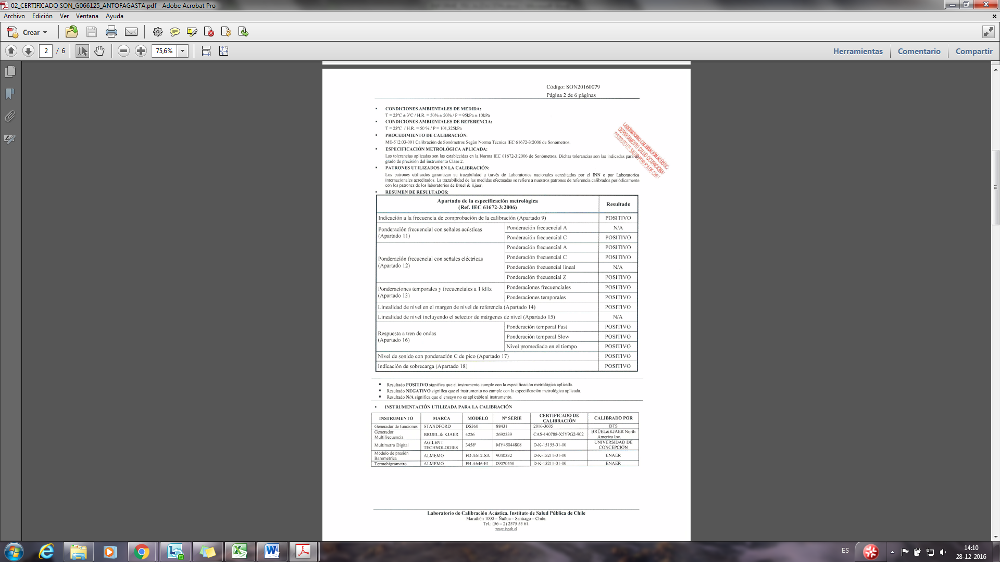 02_CERTIFICADO SON_G066125_ANTOFAGASTA.pdf - Adobe Acrobat Pro
Archivo Edición Ver Ventana Ayuda
Crear
2 / 6 75,6% Herramientas Comentario Compartir
Código: SON20160079
Página 2 de 6 páginas
CONDICIONES AMBIENTALES DE MEDIDA:
T = 23ºC ± 3ºC / H.R. = 50% ± 20% / P = 95kPa ± 10kPa
CONDICIONES AMBIENTALES DE REFERENCIA:
T = 23ºC / H.R. = 50 % / P = 101,325kPa
PROCEDIMIENTO DE CALIBRACIÓN:
ME-512.03-001 Calibración de Sonómetros Según Norma Técnica IEC 61672-3:2006 de Sonómetros.
ESPECIFICACIÓN METROLÓGICA APLICADA:
Las tolerancias aplicadas son las establecidas en la Norma IEC 61672-3:2006 de Sonómetros. Dichas tolerancias son las indicadas para un
grado de precisión del instrumento Clase 2.
PATRONES UTILIZADOS EN LA CALIBRACIÓN:
Los patrones utilizados garantizan su trazabilidad a través de Laboratorios nacionales acreditados por el INN o por Laboratorios
internacionales acreditados. La trazabilidad de las medidas efectuadas se refiere a nuestros patrones de referencia calibrados periódicamente
con los patrones de los laboratorios de Brüel & Kjaer.
LABORATORIO CALIBRACION ACUSTICA
DEPARTAMENTO SALUD OCUPACIONAL
INSTITUTO DE SALUD PUBLICA DE CHILE
RESUMEN DE RESULTADOS:
Apartado de la especificación metrológica
(Ref. IEC 61672-3:2006) Resultado
Indicación a la frecuencia de comprobación de la calibración (Apartado 9) POSITIVO
Ponderación frecuencial con señales acústicas
(Apartado 11)
Ponderación frecuencial A N/A
Ponderación frecuencial C POSITIVO
Ponderación frecuencial con señales eléctricas
(Apartado 12)
Ponderación frecuencial A POSITIVO
Ponderación frecuencial C POSITIVO
Ponderación frecuencial lineal N/A
Ponderación frecuencial Z POSITIVO
Ponderaciones temporales y frecuenciales a 1 kHz
(Apartado 13)
Ponderaciones frecuenciales POSITIVO
Ponderaciones temporales POSITIVO
Linealidad de nivel en el margen de nivel de referencia (Apartado 14) POSITIVO
Linealidad de nivel incluyendo el selector de márgenes de nivel (Apartado 15) N/A
Respuesta a tren de ondas
(Apartado 16)
Ponderación temporal Fast POSITIVO
Ponderación temporal Slow POSITIVO
Nivel promediado en el tiempo POSITIVO
Nivel de sonido con ponderación C de pico (Apartado 17) POSITIVO
Indicación de sobrecarga (Apartado 18) POSITIVO
Resultado POSITIVO significa que el instrumento cumple con la especificación metrológica aplicada.
Resultado NEGATIVO significa que el instrumento no cumple con la especificación metrológica aplicada.
Resultado N/A significa que el ensayo no es aplicable al instrumento.
INSTRUMENTACIÓN UTILIZADA PARA LA CALIBRACIÓN
INSTRUMENTO MARCA MODELO Nº SERIE CERTIFICADO DE CALIBRACIÓN CALIBRADO POR
Generador de funciones STANDFORD DS360 88431 2016-3605 DTS
Generador Multifrecuencia BRUEL & KJAER 4226 2692339 CAS-140788-X5Y9G2-902 BRÜEL&KJAER North America Inc.
Multímetro Digital AGILENT TECHNOLOGIES 3458ª MY45044808 D-K-15155-01-00 UNIVERSIDAD DE CONCEPCIÓN
Módulo de presión Barométrica ALMEMO FD A612-SA 9040332 D-K-15211-01-00 ENAER
Termohigrómetro ALMEMO FH A646-E1 09070450 D-K-15211-01-00 ENAER
Laboratorio de Calibración Acústica. Instituto de Salud Pública de Chile
Marathón 1000 – Ñuñoa – Santiago – Chile.
Tel.: (56 – 2) 2575 55 61.
www.ispch.cl
ES
14:10
28-12-2016